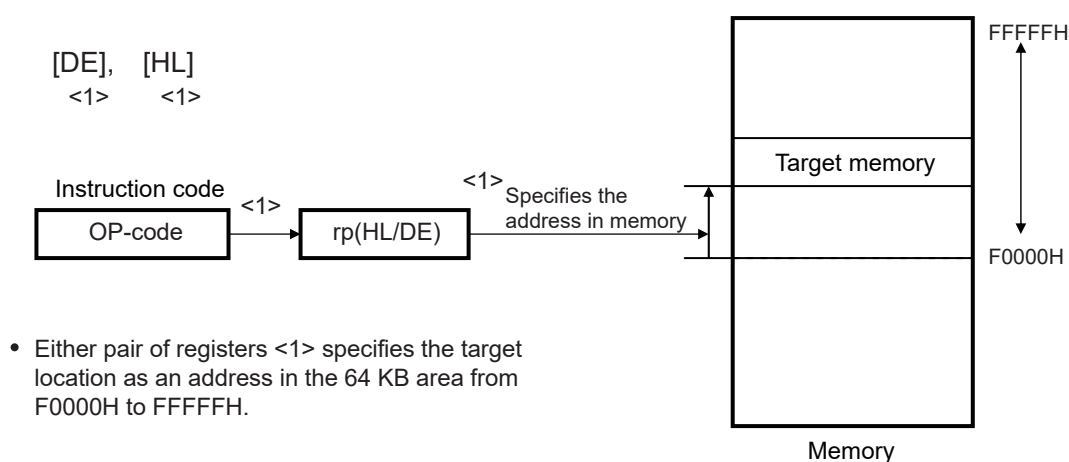 FFFFFH
[DE], [HL]
<1> <1>
Target memory
Instruction code
<1>
<1>
Specifies the
address in memory
OP-code
rp(HL/DE)
F0000H
• Either pair of registers <1> specifies the target
location as an address in the 64 KB area from
F0000H to FFFFFH.
Memory